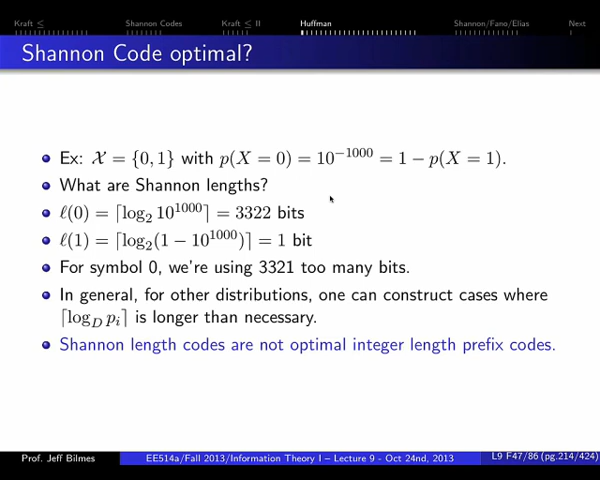 Kraft ≤ Shannon Codes Kraft ≤ II Huffman Shannon/Fano/Elias Next
Shannon Code optimal?
Ex: 𝒳 = {0, 1} with p(X = 0) = 10⁻¹⁰⁰⁰ = 1 − p(X = 1).
What are Shannon lengths?
ℓ(0) = ⌈log₂ 10¹⁰⁰⁰⌉ = 3322 bits
ℓ(1) = ⌈log₂(1 − 10¹⁰⁰⁰)⌉ = 1 bit
For symbol 0, we're using 3321 too many bits.
In general, for other distributions, one can construct cases where
⌈log_D p_i⌉ is longer than necessary.
Shannon length codes are not optimal integer length prefix codes.
Prof. Jeff Bilmes EE514a/Fall 2013/Information Theory I – Lecture 9 - Oct 24nd, 2013 L9 F47/86 (pg.214/424)